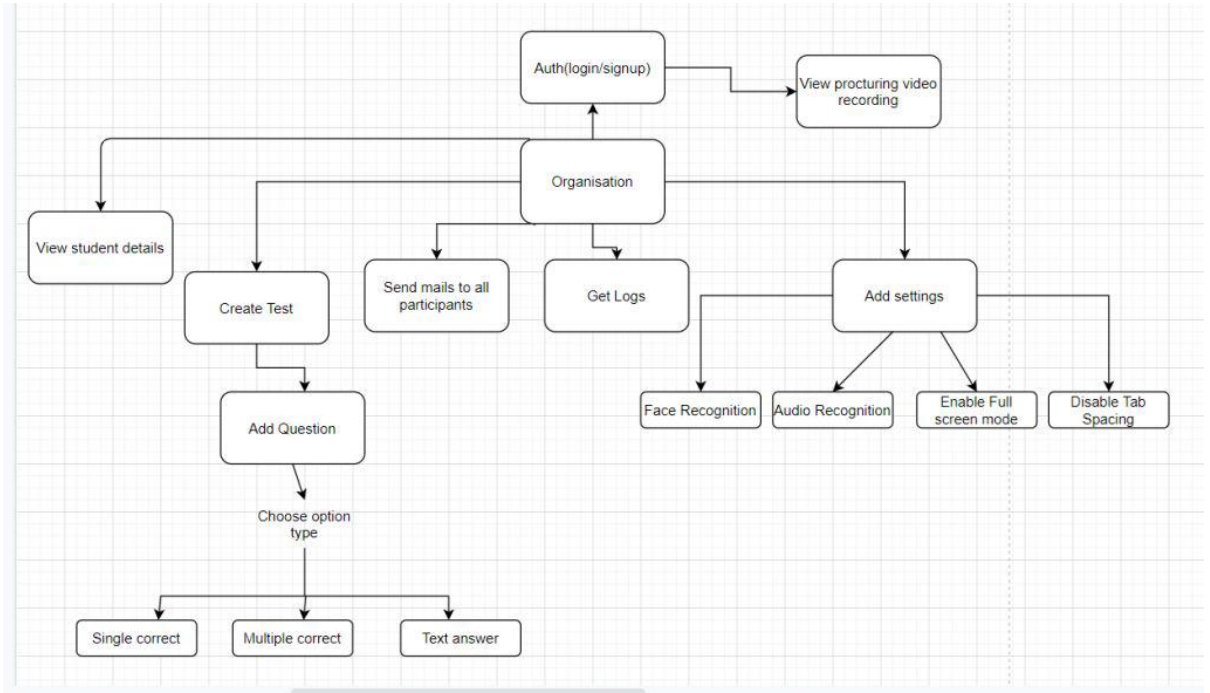 Auth(login/signup)
View procturing video
recording
Organisation
View student details
Create Test
Send mails to all
participants
Get Logs
Add settings
Face Recognition
Audio Recognition
Enable Full
screen mode
Disable Tab
Spacing
Add Question
Choose option
type
Single correct
Multiple correct
Text answer